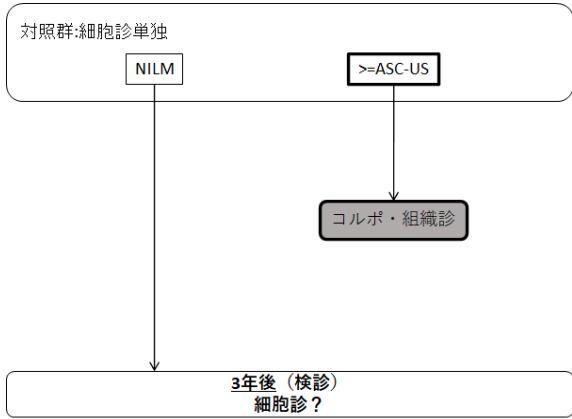 対照群:細胞診単独
NILM
>=ASC-US
コルポ・組織診
3年後（検診）
細胞診？